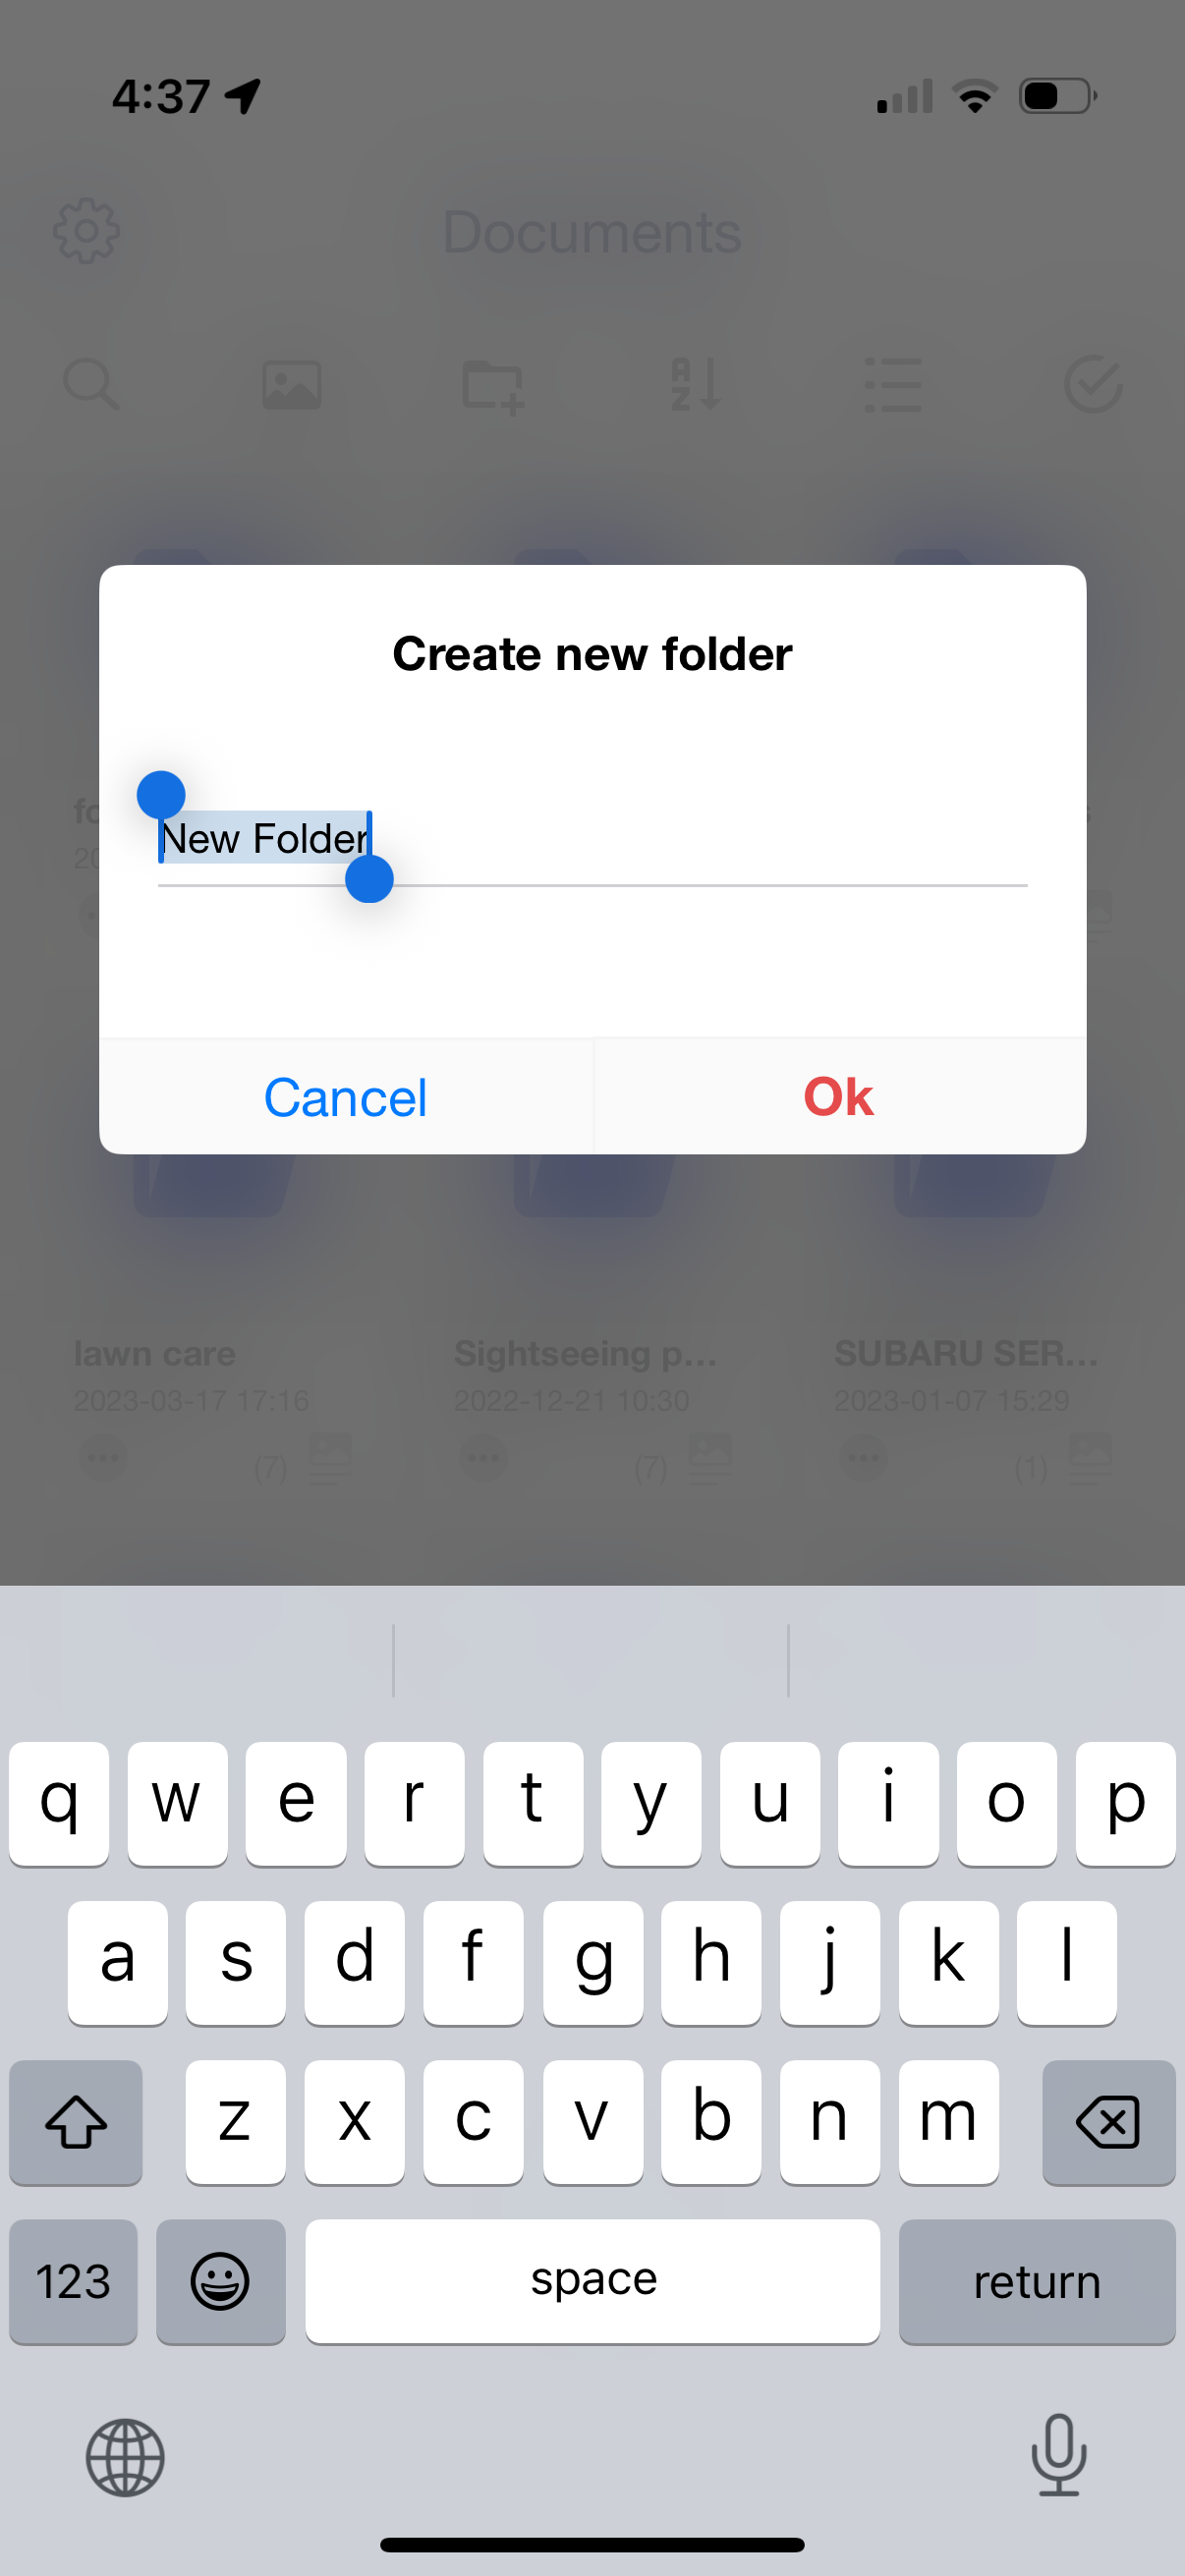 4:37
Documents
Create new folder
New Folder
Cancel
Ok
lawn care
Sightseeing p...
SUBARU SER...
2023-03-17 17:16
2022-12-21 10:30
2023-01-07 15:29
(7)
(7)
(1)
q w e r t y u i o p
a s d f g h j k l
z x c v b n m
123
space
return